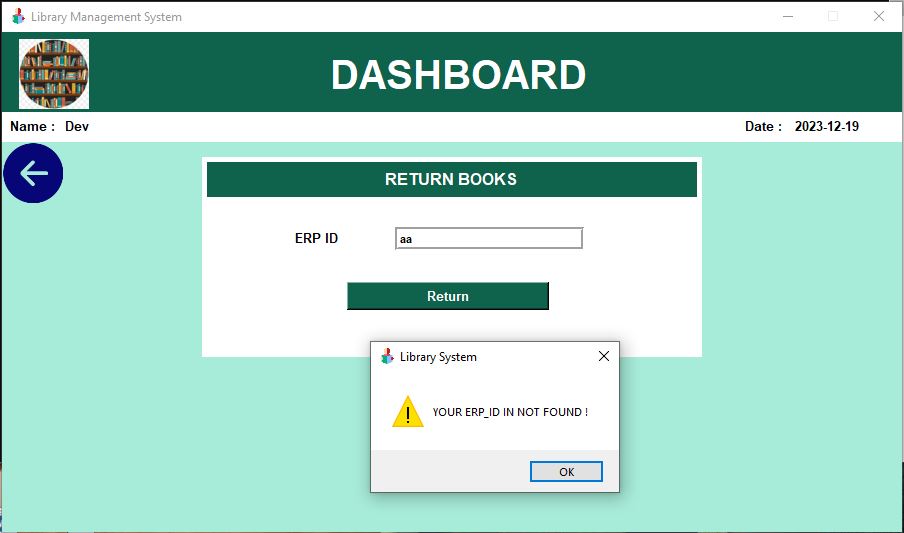 Library Management System
DASHBOARD
Name : Dev
Date : 2023-12-19
RETURN BOOKS
ERP ID aa
Return
Library System
YOUR ERP_ID IN NOT FOUND !
OK